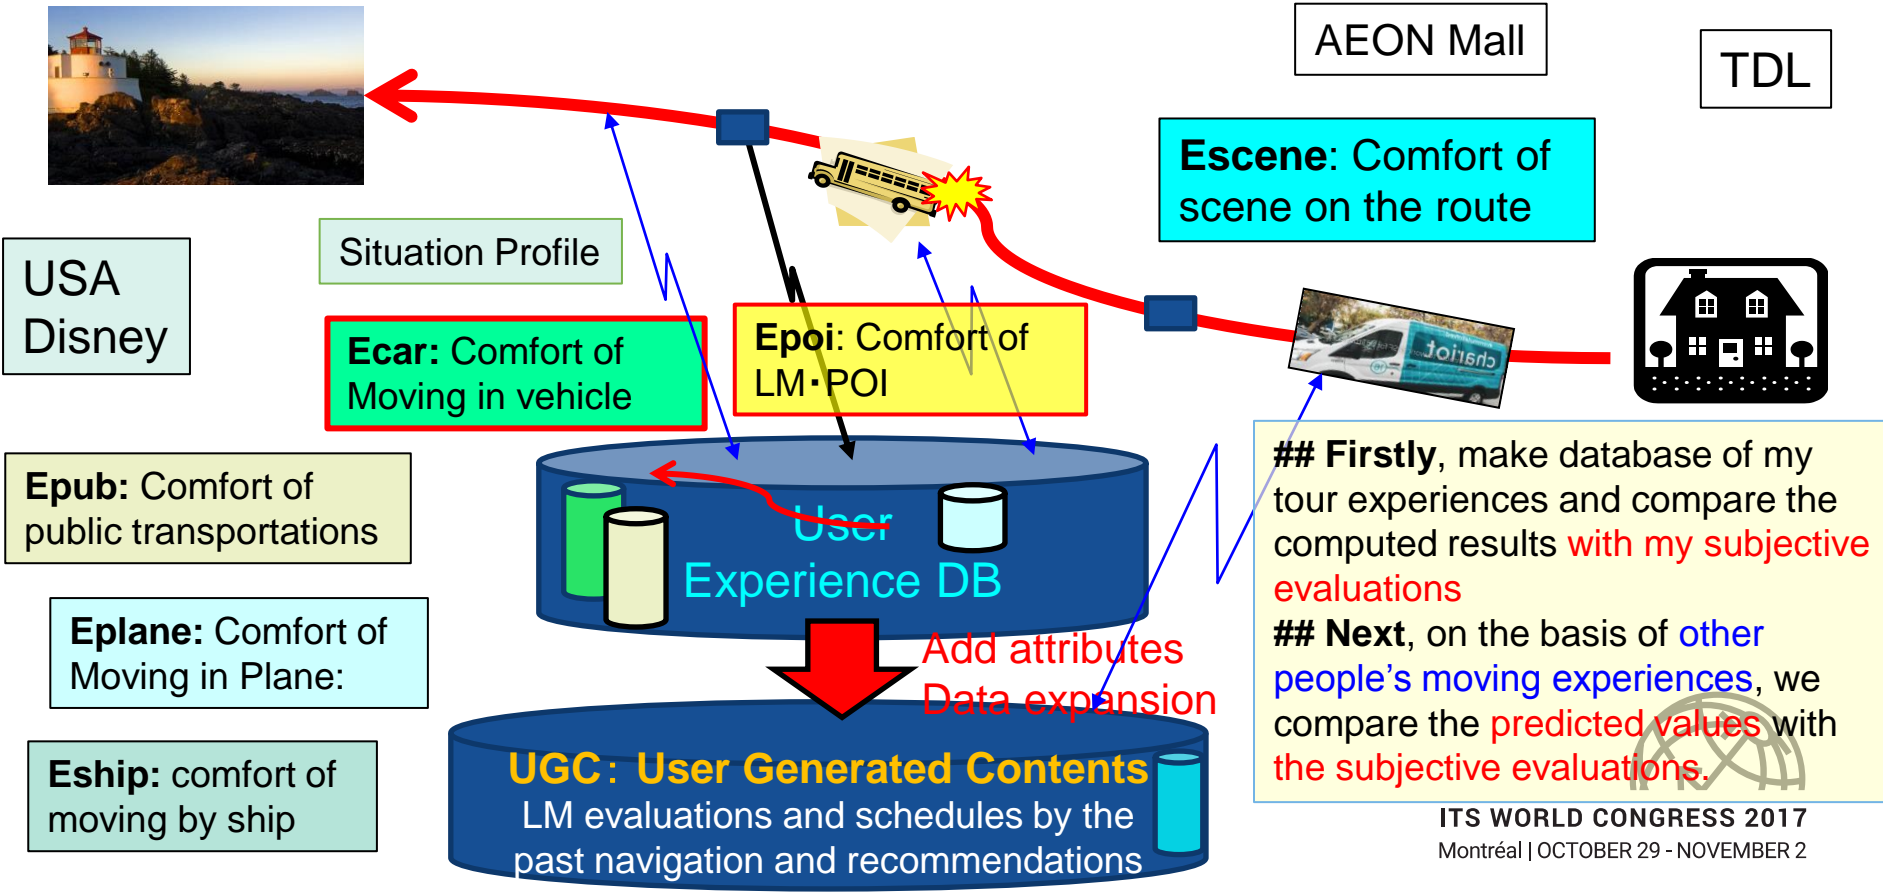 AEON Mall
TDL
Escene: Comfort of
scene on the route
Situation Profile
USA
Disney
Ecar: Comfort of
Moving in vehicle
Epoi: Comfort of
LM・POI
chariot
Epub: Comfort of
public transportations
Eplane: Comfort of
Moving in Plane:
Eship: comfort of
moving by ship
User
Experience DB
Add attributes
Data expansion
UGC: User Generated Contents
LM evaluations and schedules by the
past navigation and recommendations
## Firstly, make database of my
tour experiences and compare the
computed results with my subjective
evaluations
## Next, on the basis of other
people’s moving experiences, we
compare the predicted values with
the subjective evaluations.
ITS WORLD CONGRESS 2017
Montréal | OCTOBER 29 - NOVEMBER 2